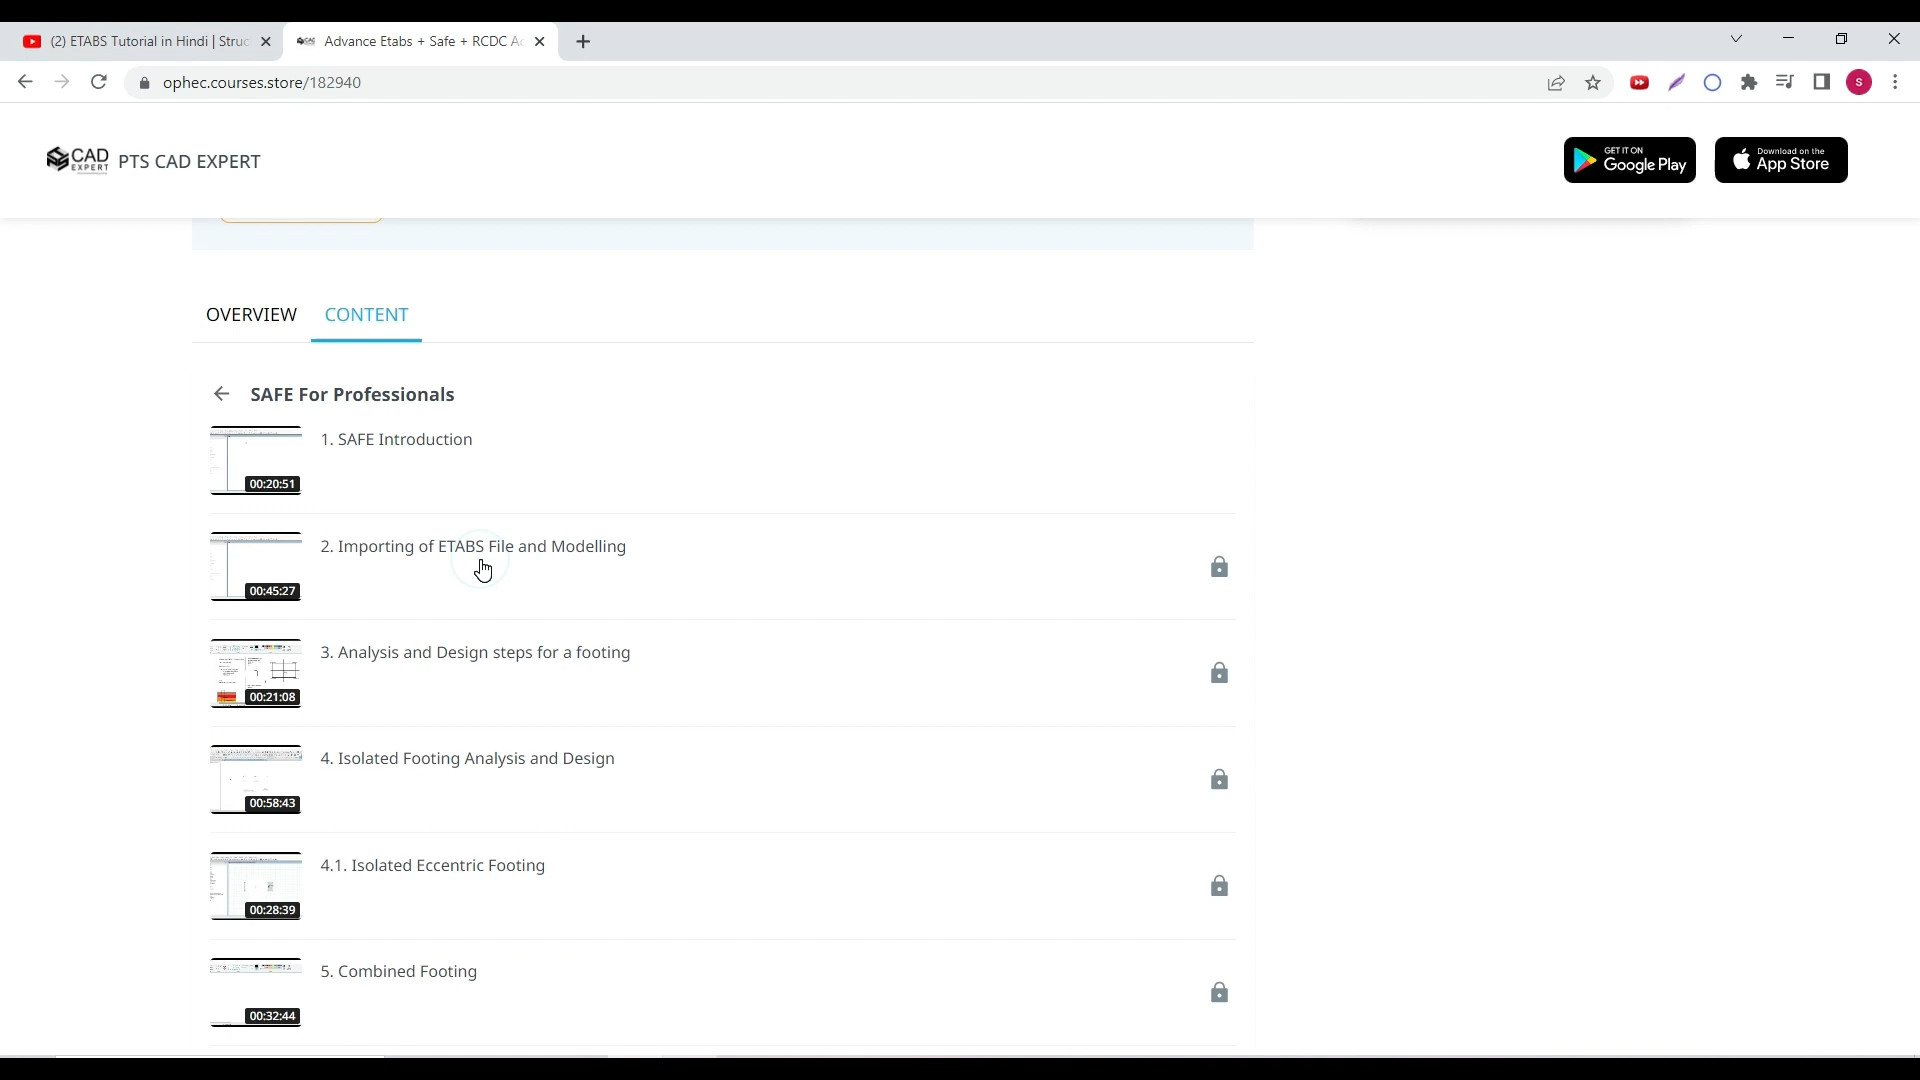 (2) ETABS Tutorial in Hindi | Struc
Advance Etabs + Safe + RCDC Ac
ophec.courses.store/182940
S
CAD
EXPERT
PTS CAD EXPERT
GET IT ON
Google Play
Download on the
App Store
OVERVIEW
CONTENT
SAFE For Professionals
1. SAFE Introduction
00:20:51
2. Importing of ETABS File and Modelling
00:45:27
3. Analysis and Design steps for a footing
00:21:08
4. Isolated Footing Analysis and Design
00:58:43
4.1. Isolated Eccentric Footing
00:28:39
5. Combined Footing
00:32:44